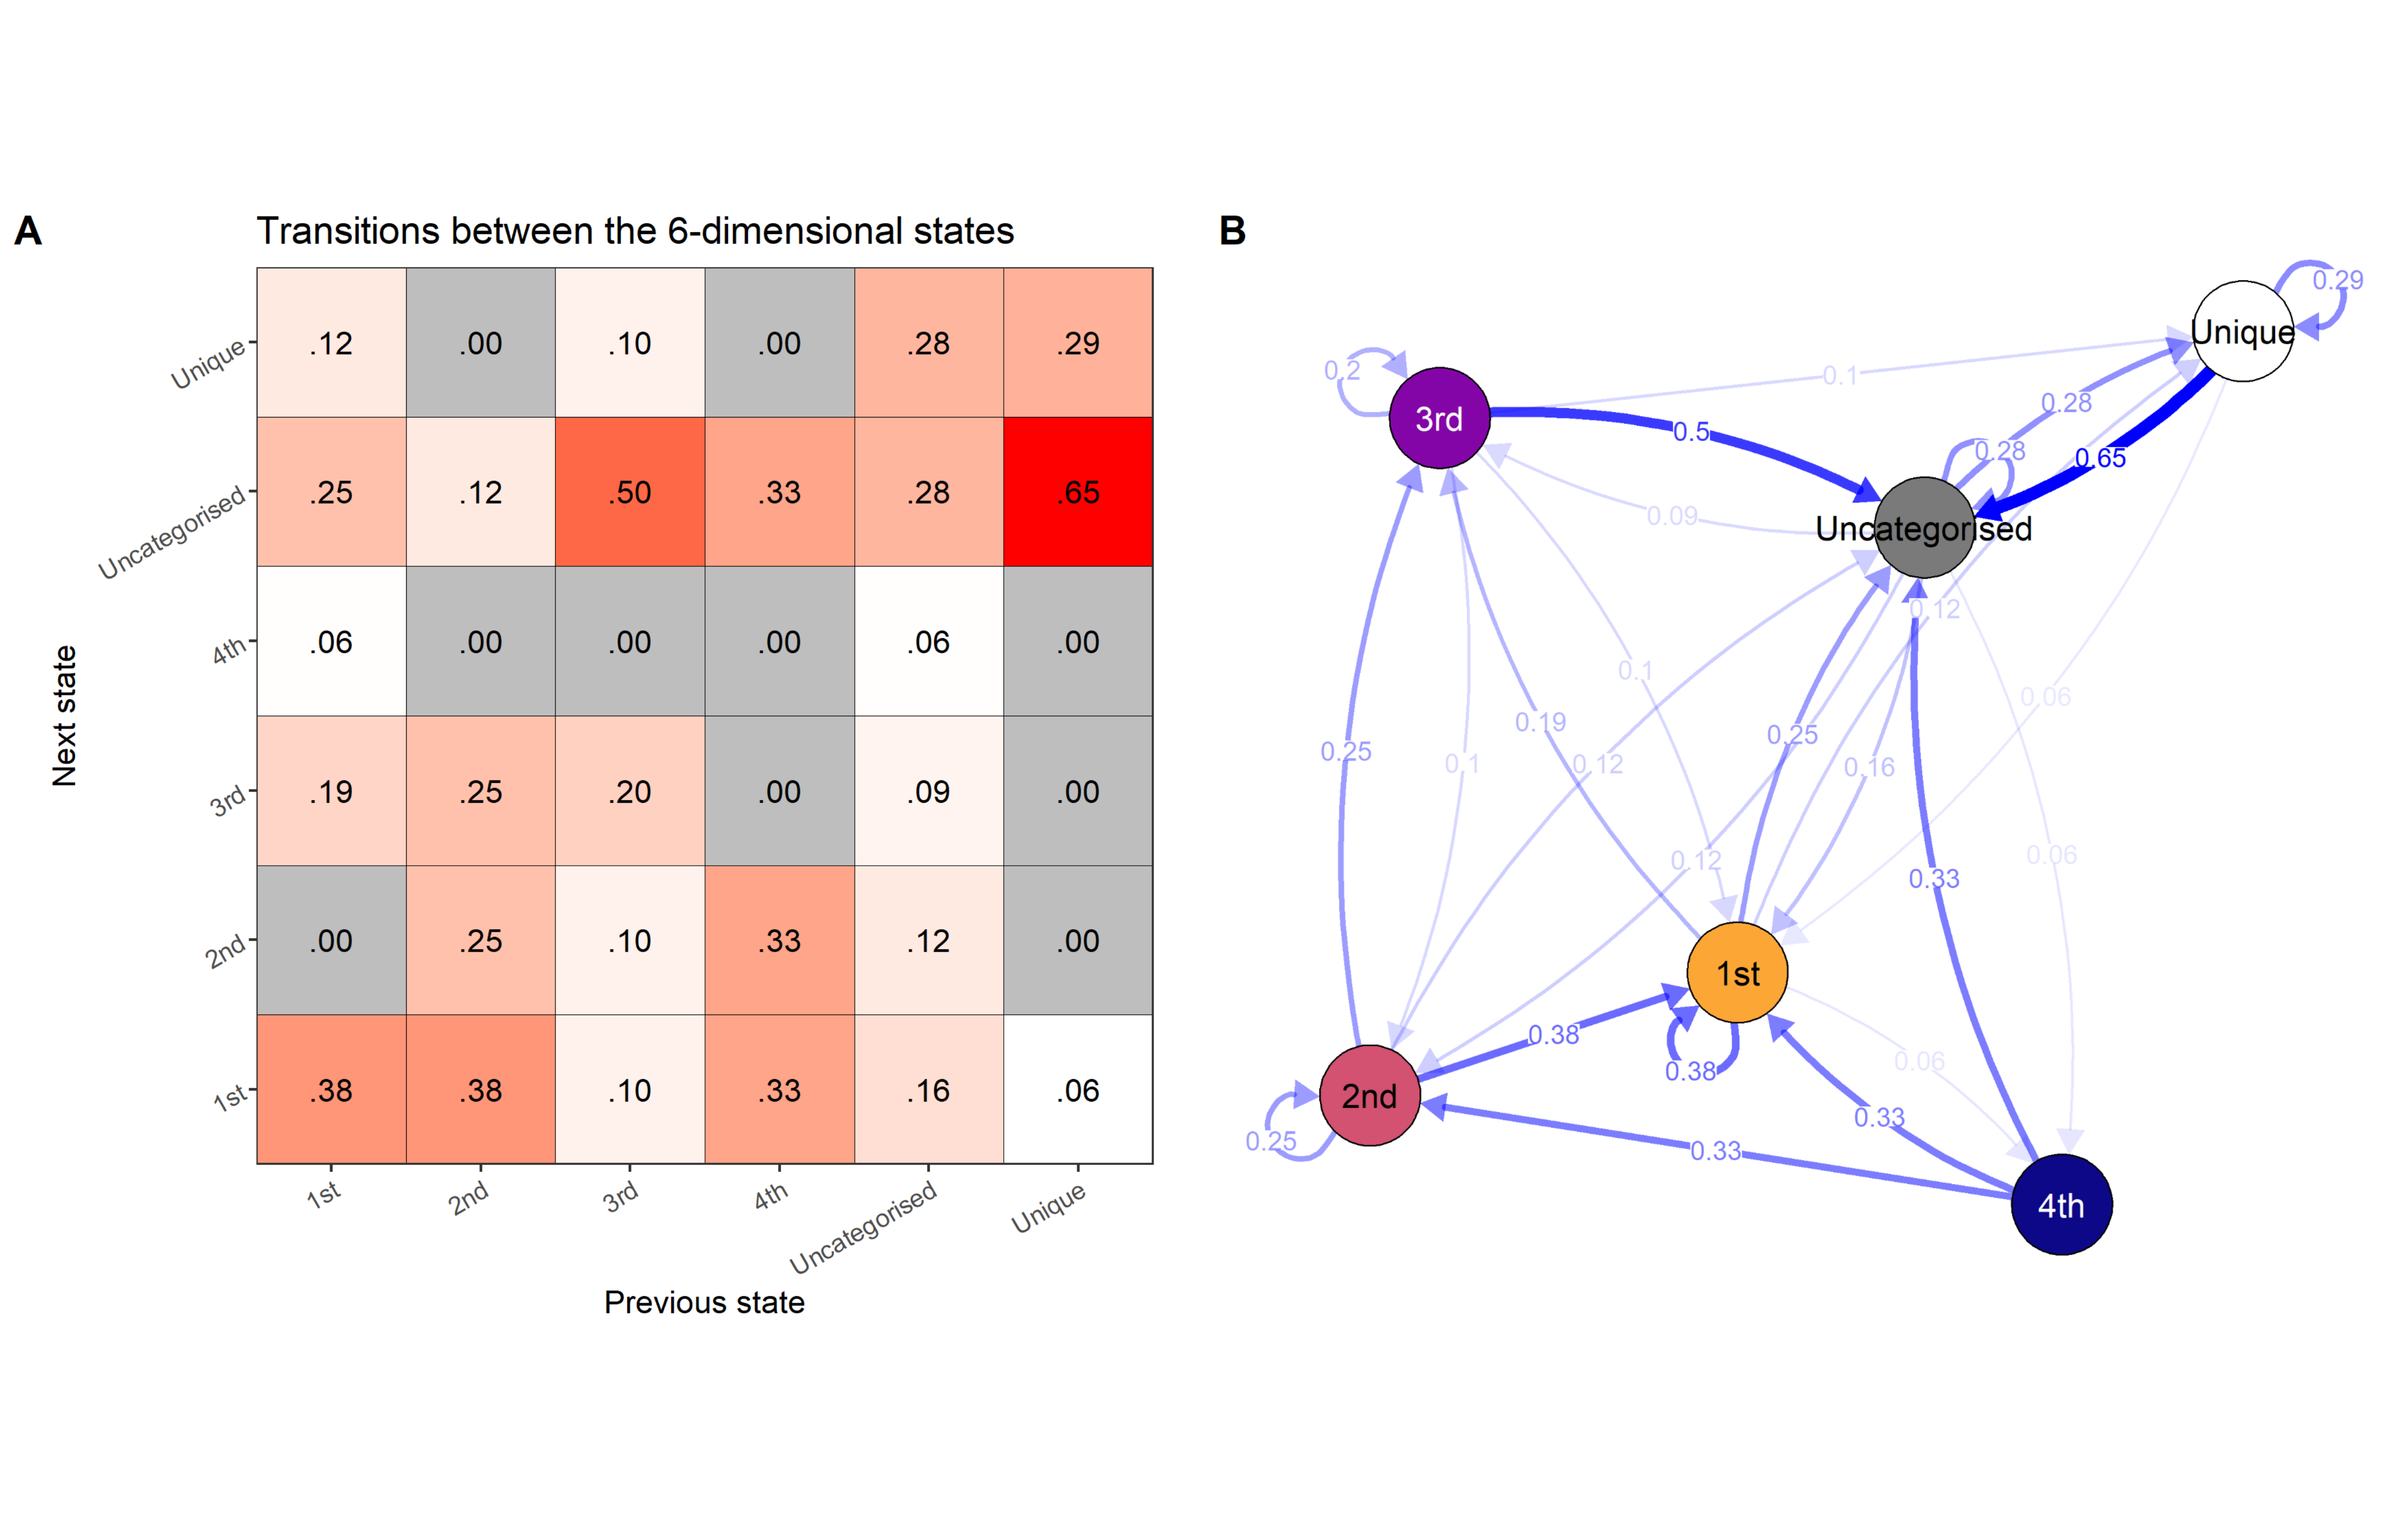 A
Transitions between the 6-dimensional states
Next state
Unique
.12 .00 .10 .00 .28 .29
Uncategorised
.25 .12 .50 .33 .28 .65
4th
.06 .00 .00 .00 .06 .00
3rd
.19 .25 .20 .00 .09 .00
2nd
.00 .25 .10 .33 .12 .00
1st
.38 .38 .10 .33 .16 .06
1st 2nd 3rd 4th Uncategorised Unique
Previous state
B
0.29
Unique
0.2
0.1
0.28
3rd
0.5
0.28
0.65
0.09
Uncategorised
0.12
0.1
0.06
0.19
0.25
0.25
0.1
0.12
0.16
0.12
0.06
0.33
1st
0.38
0.38
0.06
2nd
0.33
0.25
0.33
4th